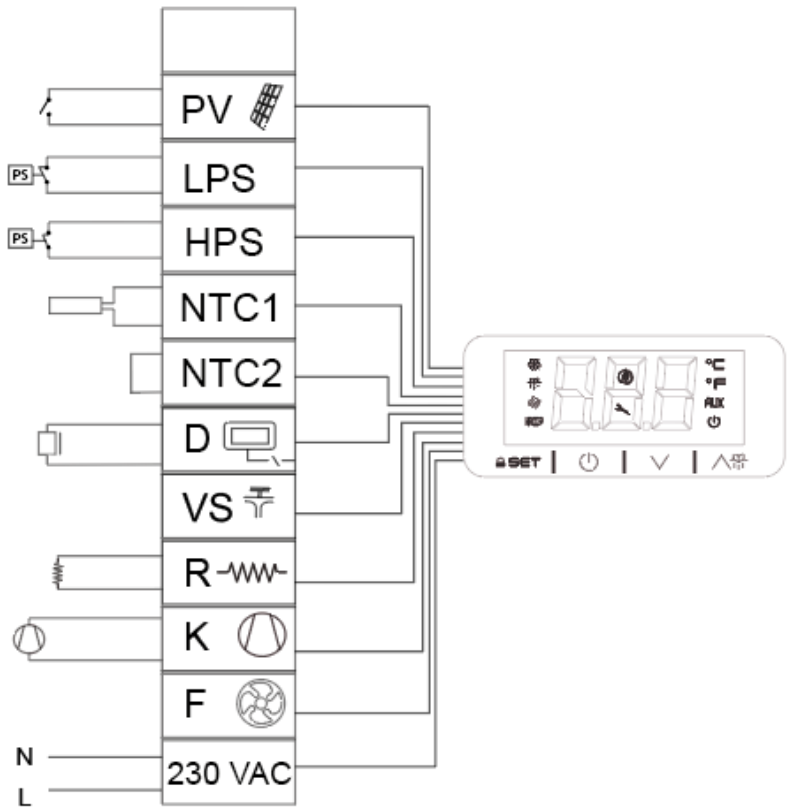 PV
PS LPS
PS HPS
NTC1
NTC2
D
VS
R
K
F
N 230 VAC
L
°C
°F
AUX
SET